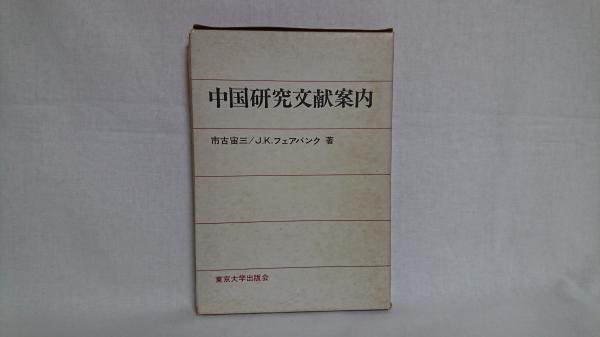 中国研究文献案内
市古宙三/J.K.フェアバンク 著
東京大学出版会